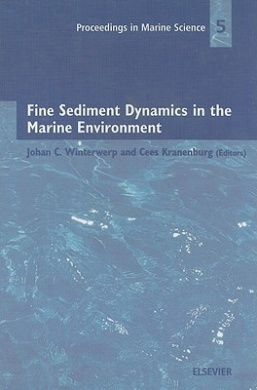 Proceedings in Marine Science 5
Fine Sediment Dynamics in the
Marine Environment
Johan C. Winterwerp and Cees Kranenburg (Editors)
ELSEVIER